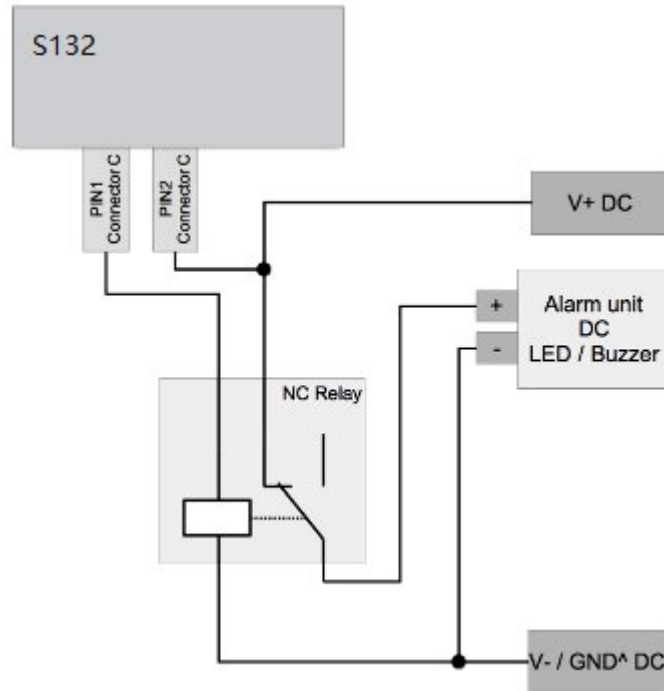 S132
PIN1
Connector C
PIN2
Connector C
V+ DC
+
Alarm unit
DC
-
LED / Buzzer
NC Relay
V- / GND^ DC